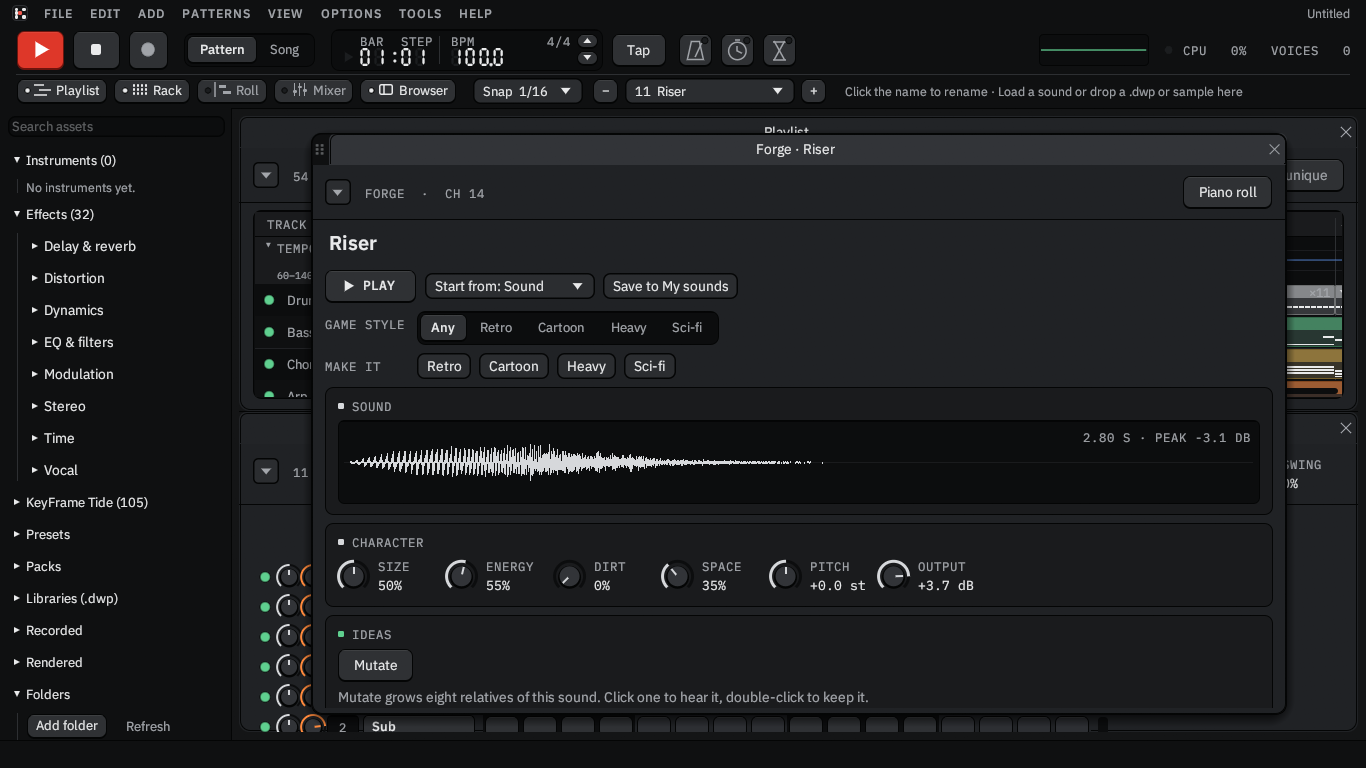 FILE EDIT ADD PATTERNS VIEW OPTIONS TOOLS HELP Untitled
Pattern Song BAR STEP BPM 4/4 Tap CPU 0% VOICES 0
01:01 100.0
Playlist Rack Roll Mixer Browser Snap 1/16 − 11 Riser + Click the name to rename · Load a sound or drop a .dwp or sample here
Search assets
Playlist
Forge · Riser
Instruments (0)
No instruments yet.
54 unique
FORGE · CH 14 Piano roll
Effects (32)
TRACK
Delay & reverb
Riser
TEMPO
60–140
Distortion
PLAY Start from: Sound Save to My sounds
×11
Dynamics
GAME STYLE Any Retro Cartoon Heavy Sci-fi
EQ & filters
MAKE IT Retro Cartoon Heavy Sci-fi
Modulation
Stereo
SOUND
Time
2.80 S · PEAK -3.1 DB
Vocal
11 SWING
0%
KeyFrame Tide (105)
Presets
CHARACTER
Packs
SIZE ENERGY DIRT SPACE PITCH OUTPUT
50% 55% 0% 35% +0.0 st +3.7 dB
Libraries (.dwp)
Recorded
IDEAS
Rendered
Mutate
Folders
Mutate grows eight relatives of this sound. Click one to hear it, double-click to keep it.
Add folder Refresh
2 Sub